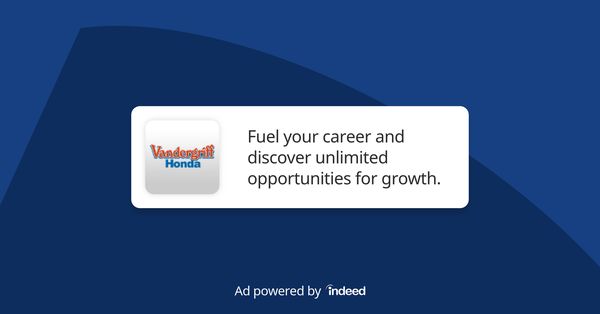 Vandergriff
Honda
Fuel your career and
discover unlimited
opportunities for growth.
Ad powered by indeed